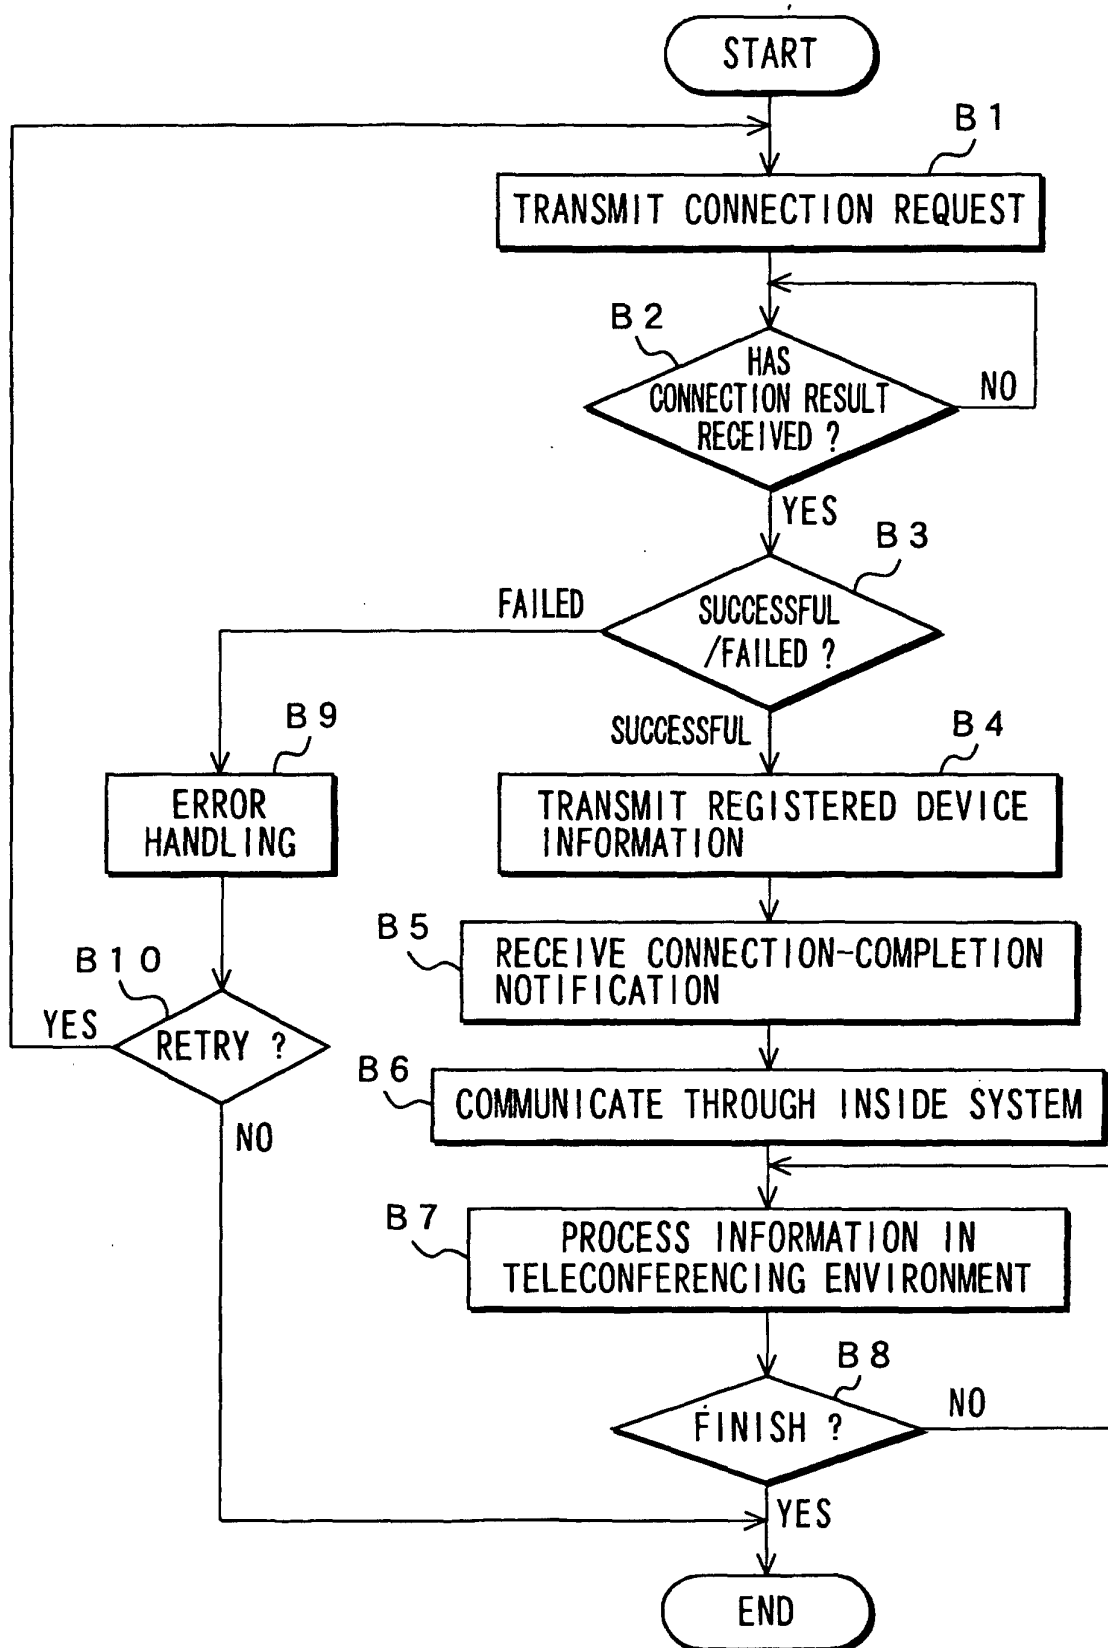 START
B1
TRANSMIT CONNECTION REQUEST
B2
HAS
CONNECTION RESULT
RECEIVED ?
NO
YES
B3
FAILED
SUCCESSFUL
/FAILED ?
SUCCESSFUL
B4
TRANSMIT REGISTERED DEVICE
INFORMATION
B9
ERROR
HANDLING
B5
RECEIVE CONNECTION-COMPLETION
NOTIFICATION
B10
YES
RETRY ?
NO
B6
COMMUNICATE THROUGH INSIDE SYSTEM
B7
PROCESS INFORMATION IN
TELECONFERENCING ENVIRONMENT
B8
FINISH ?
NO
YES
END